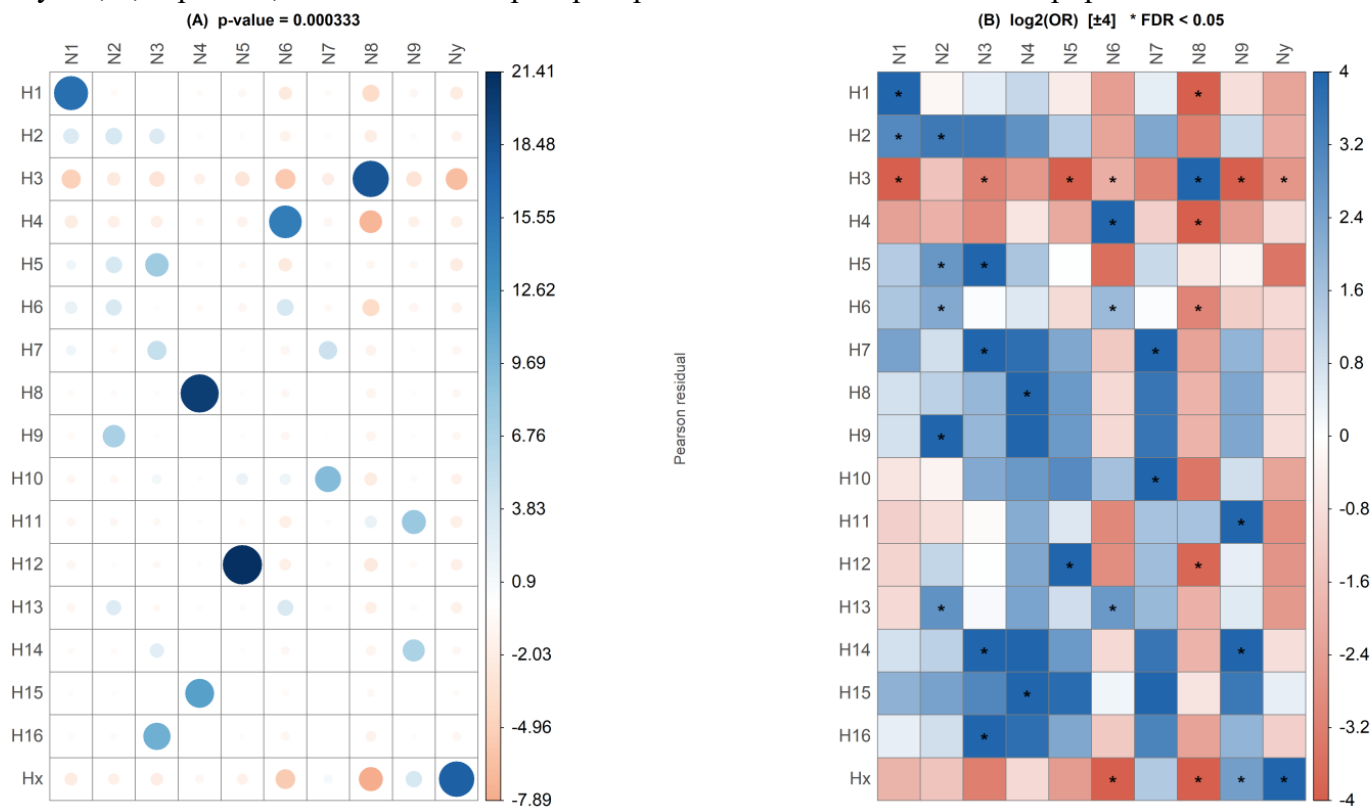 (A) p-value = 0.000333
N1 N2 N3 N4 N5 N6 N7 N8 N9 Ny
H1
H2
H3
H4
H5
H6
H7
H8
H9
H10
H11
H12
H13
H14
H15
H16
Hx
21.41
18.48
15.55
12.62
9.69
6.76
3.83
0.9
-2.03
-4.96
-7.89
Pearson residual
(B) log2(OR) [±4] * FDR < 0.05
N1 N2 N3 N4 N5 N6 N7 N8 N9 Ny
H1 * *
H2 * *
H3 * * * * * * *
H4 * *
H5 * *
H6 * * *
H7 * *
H8 *
H9 *
H10 *
H11 *
H12 * *
H13 * *
H14 * *
H15 *
H16 *
Hx * * * *
4
3.2
2.4
1.6
0.8
0
-0.8
-1.6
-2.4
-3.2
-4